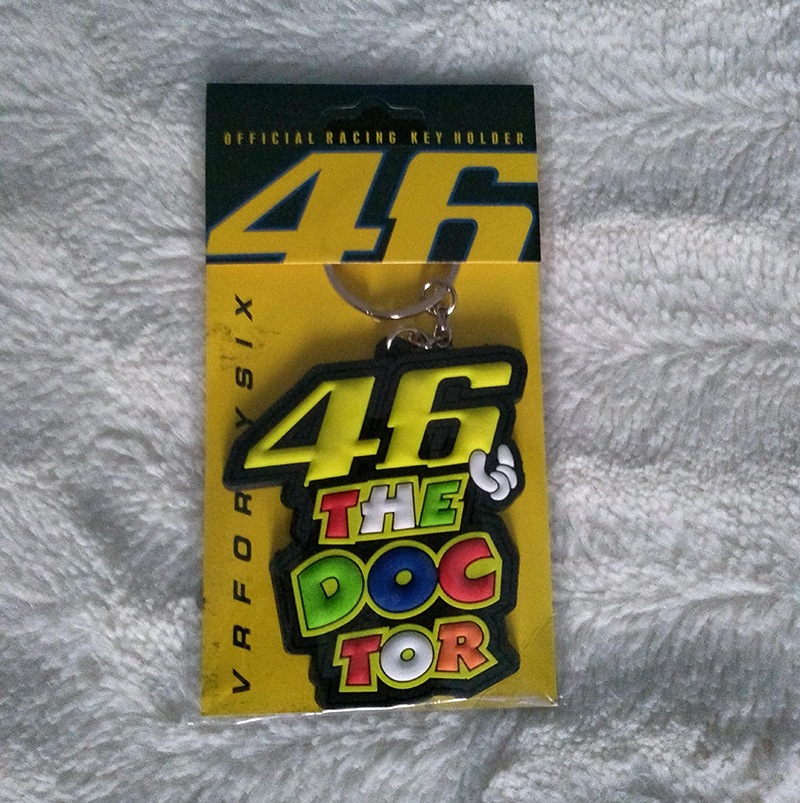 OFFICIAL RACING KEY HOLDER
46
VRFORTYSIX
46
THE
DOC
TOR